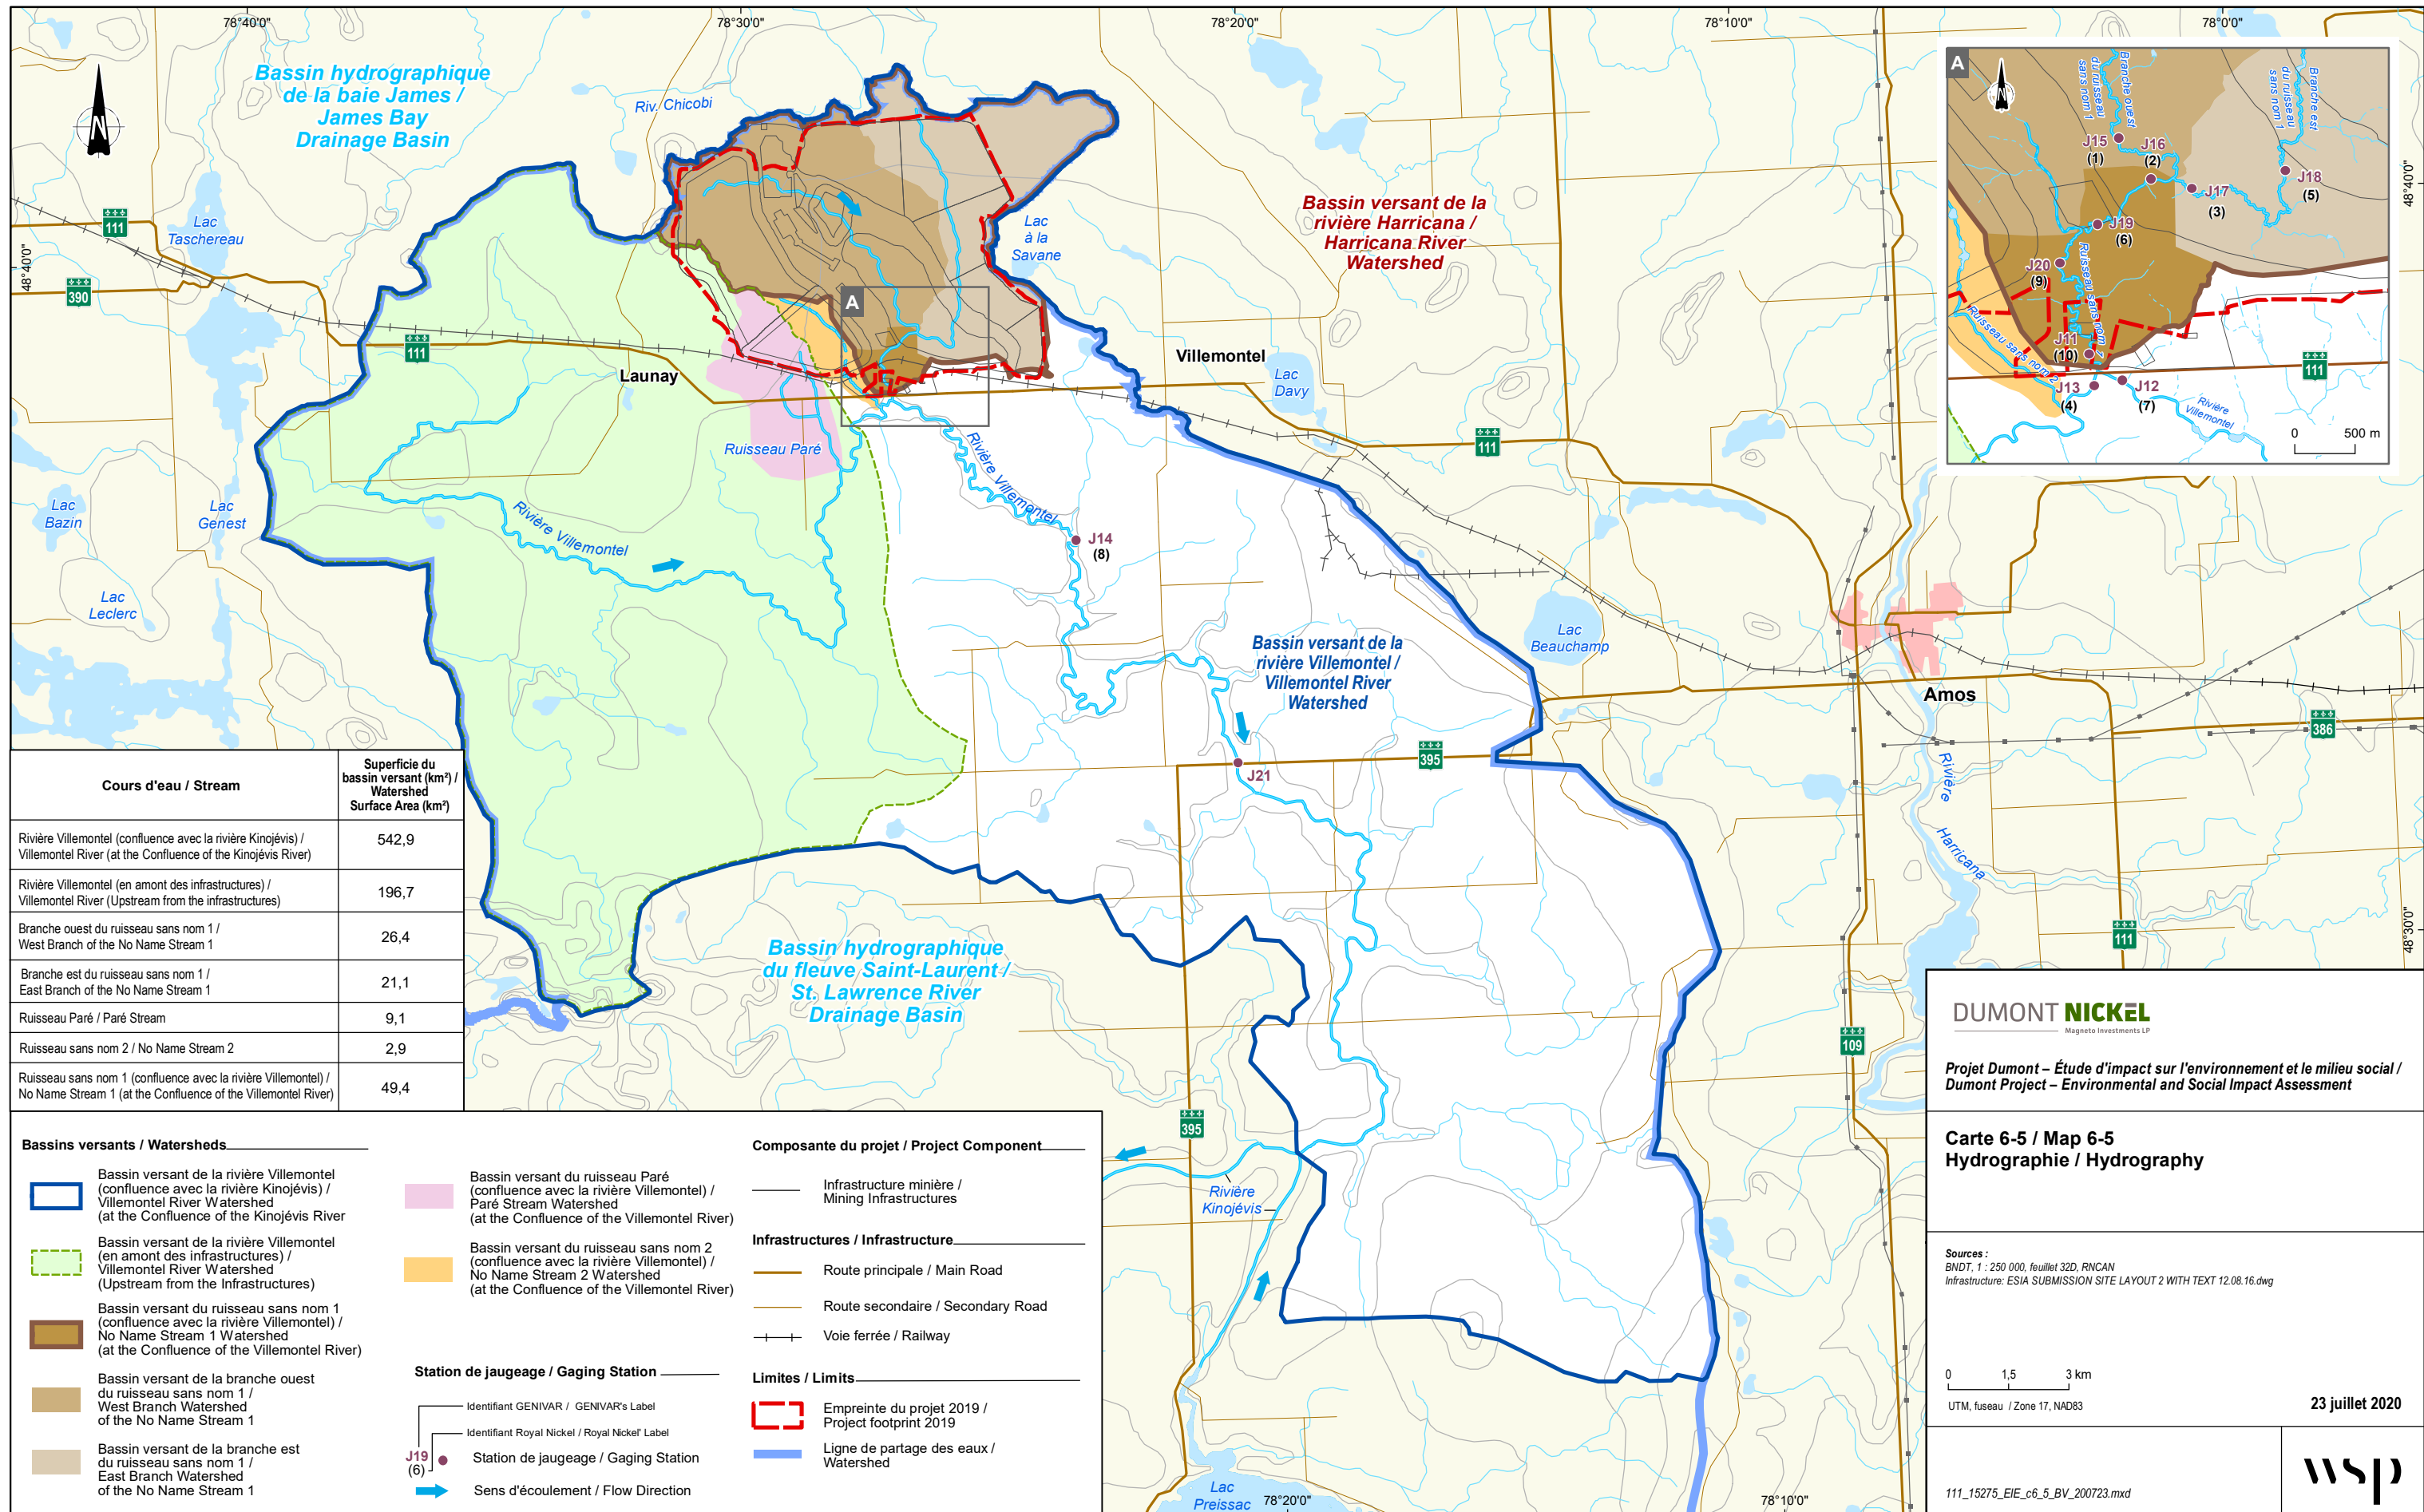 78°40'0"
78°30'0"
78°20'0"
78°10'0"
78°0'0"
48°40'0"
48°40'0"
48°30'0"
78°20'0"
78°10'0"
N
Bassin hydrographique
de la baie James /
James Bay
Drainage Basin
Riv. Chicobi
Lac
Taschereau
111
390
111
Launay
Lac
à la
Savane
A
Bassin versant de la
rivière Harricana /
Harricana River
Watershed
Villemontel
Lac
Davy
111
Ruisseau Paré
Rivière Villemontel
Lac
Bazin
Lac
Genest
Rivière Villemontel
J14
(8)
Lac
Leclerc
Lac
Beauchamp
Bassin versant de la
rivière Villemontel /
Villemontel River
Watershed
Amos
386
395
J21
Rivière
Harricana
111
109
Bassin hydrographique
du fleuve Saint-Laurent /
St. Lawrence River
Drainage Basin
395
Rivière
Kinojévis
Lac
Preissac
A
N
Branche ouest
du ruisseau
sans nom 1
Branche est
du ruisseau
sans nom 1
J15
(1)
J16
(2)
J17
(3)
J18
(5)
J19
(6)
J20
(9)
Ruisseau sans nom 1
Ruisseau sans nom 2
J11
(10)
J13
(4)
J12
(7)
Rivière
Villemontel
111
0 500 m
Cours d'eau / Stream
Superficie du
bassin versant (km²) /
Watershed
Surface Area (km²)
Rivière Villemontel (confluence avec la rivière Kinojévis) /
Villemontel River (at the Confluence of the Kinojévis River)
542,9
Rivière Villemontel (en amont des infrastructures) /
Villemontel River (Upstream from the infrastructures)
196,7
Branche ouest du ruisseau sans nom 1 /
West Branch of the No Name Stream 1
26,4
Branche est du ruisseau sans nom 1 /
East Branch of the No Name Stream 1
21,1
Ruisseau Paré / Paré Stream
9,1
Ruisseau sans nom 2 / No Name Stream 2
2,9
Ruisseau sans nom 1 (confluence avec la rivière Villemontel) /
No Name Stream 1 (at the Confluence of the Villemontel River)
49,4
Bassins versants / Watersheds
Bassin versant de la rivière Villemontel
(confluence avec la rivière Kinojévis) /
Villemontel River Watershed
(at the Confluence of the Kinojévis River
Bassin versant de la rivière Villemontel
(en amont des infrastructures) /
Villemontel River Watershed
(Upstream from the Infrastructures)
Bassin versant du ruisseau sans nom 1
(confluence avec la rivière Villemontel) /
No Name Stream 1 Watershed
(at the Confluence of the Villemontel River)
Bassin versant de la branche ouest
du ruisseau sans nom 1 /
West Branch Watershed
of the No Name Stream 1
Bassin versant de la branche est
du ruisseau sans nom 1 /
East Branch Watershed
of the No Name Stream 1
Bassin versant du ruisseau Paré
(confluence avec la rivière Villemontel) /
Paré Stream Watershed
(at the Confluence of the Villemontel River)
Bassin versant du ruisseau sans nom 2
(confluence avec la rivière Villemontel) /
No Name Stream 2 Watershed
(at the Confluence of the Villemontel River)
Station de jaugeage / Gaging Station
Identifiant GENIVAR / GENIVAR's Label
Identifiant Royal Nickel / Royal Nickel' Label
J19
(6)
Station de jaugeage / Gaging Station
Sens d'écoulement / Flow Direction
Composante du projet / Project Component
Infrastructure minière /
Mining Infrastructures
Infrastructures / Infrastructure
Route principale / Main Road
Route secondaire / Secondary Road
Voie ferrée / Railway
Limites / Limits
Empreinte du projet 2019 /
Project footprint 2019
Ligne de partage des eaux /
Watershed
DUMONT NICKEL
Magneto Investments LP
Projet Dumont – Étude d'impact sur l'environnement et le milieu social /
Dumont Project – Environmental and Social Impact Assessment
Carte 6-5 / Map 6-5
Hydrographie / Hydrography
Sources :
BNDT, 1 : 250 000, feuillet 32D, RNCAN
Infrastructure: ESIA SUBMISSION SITE LAYOUT 2 WITH TEXT 12.08.16.dwg
0 1,5 3 km
UTM, fuseau / Zone 17, NAD83
23 juillet 2020
111_15275_EIE_c6_5_BV_200723.mxd
wsp